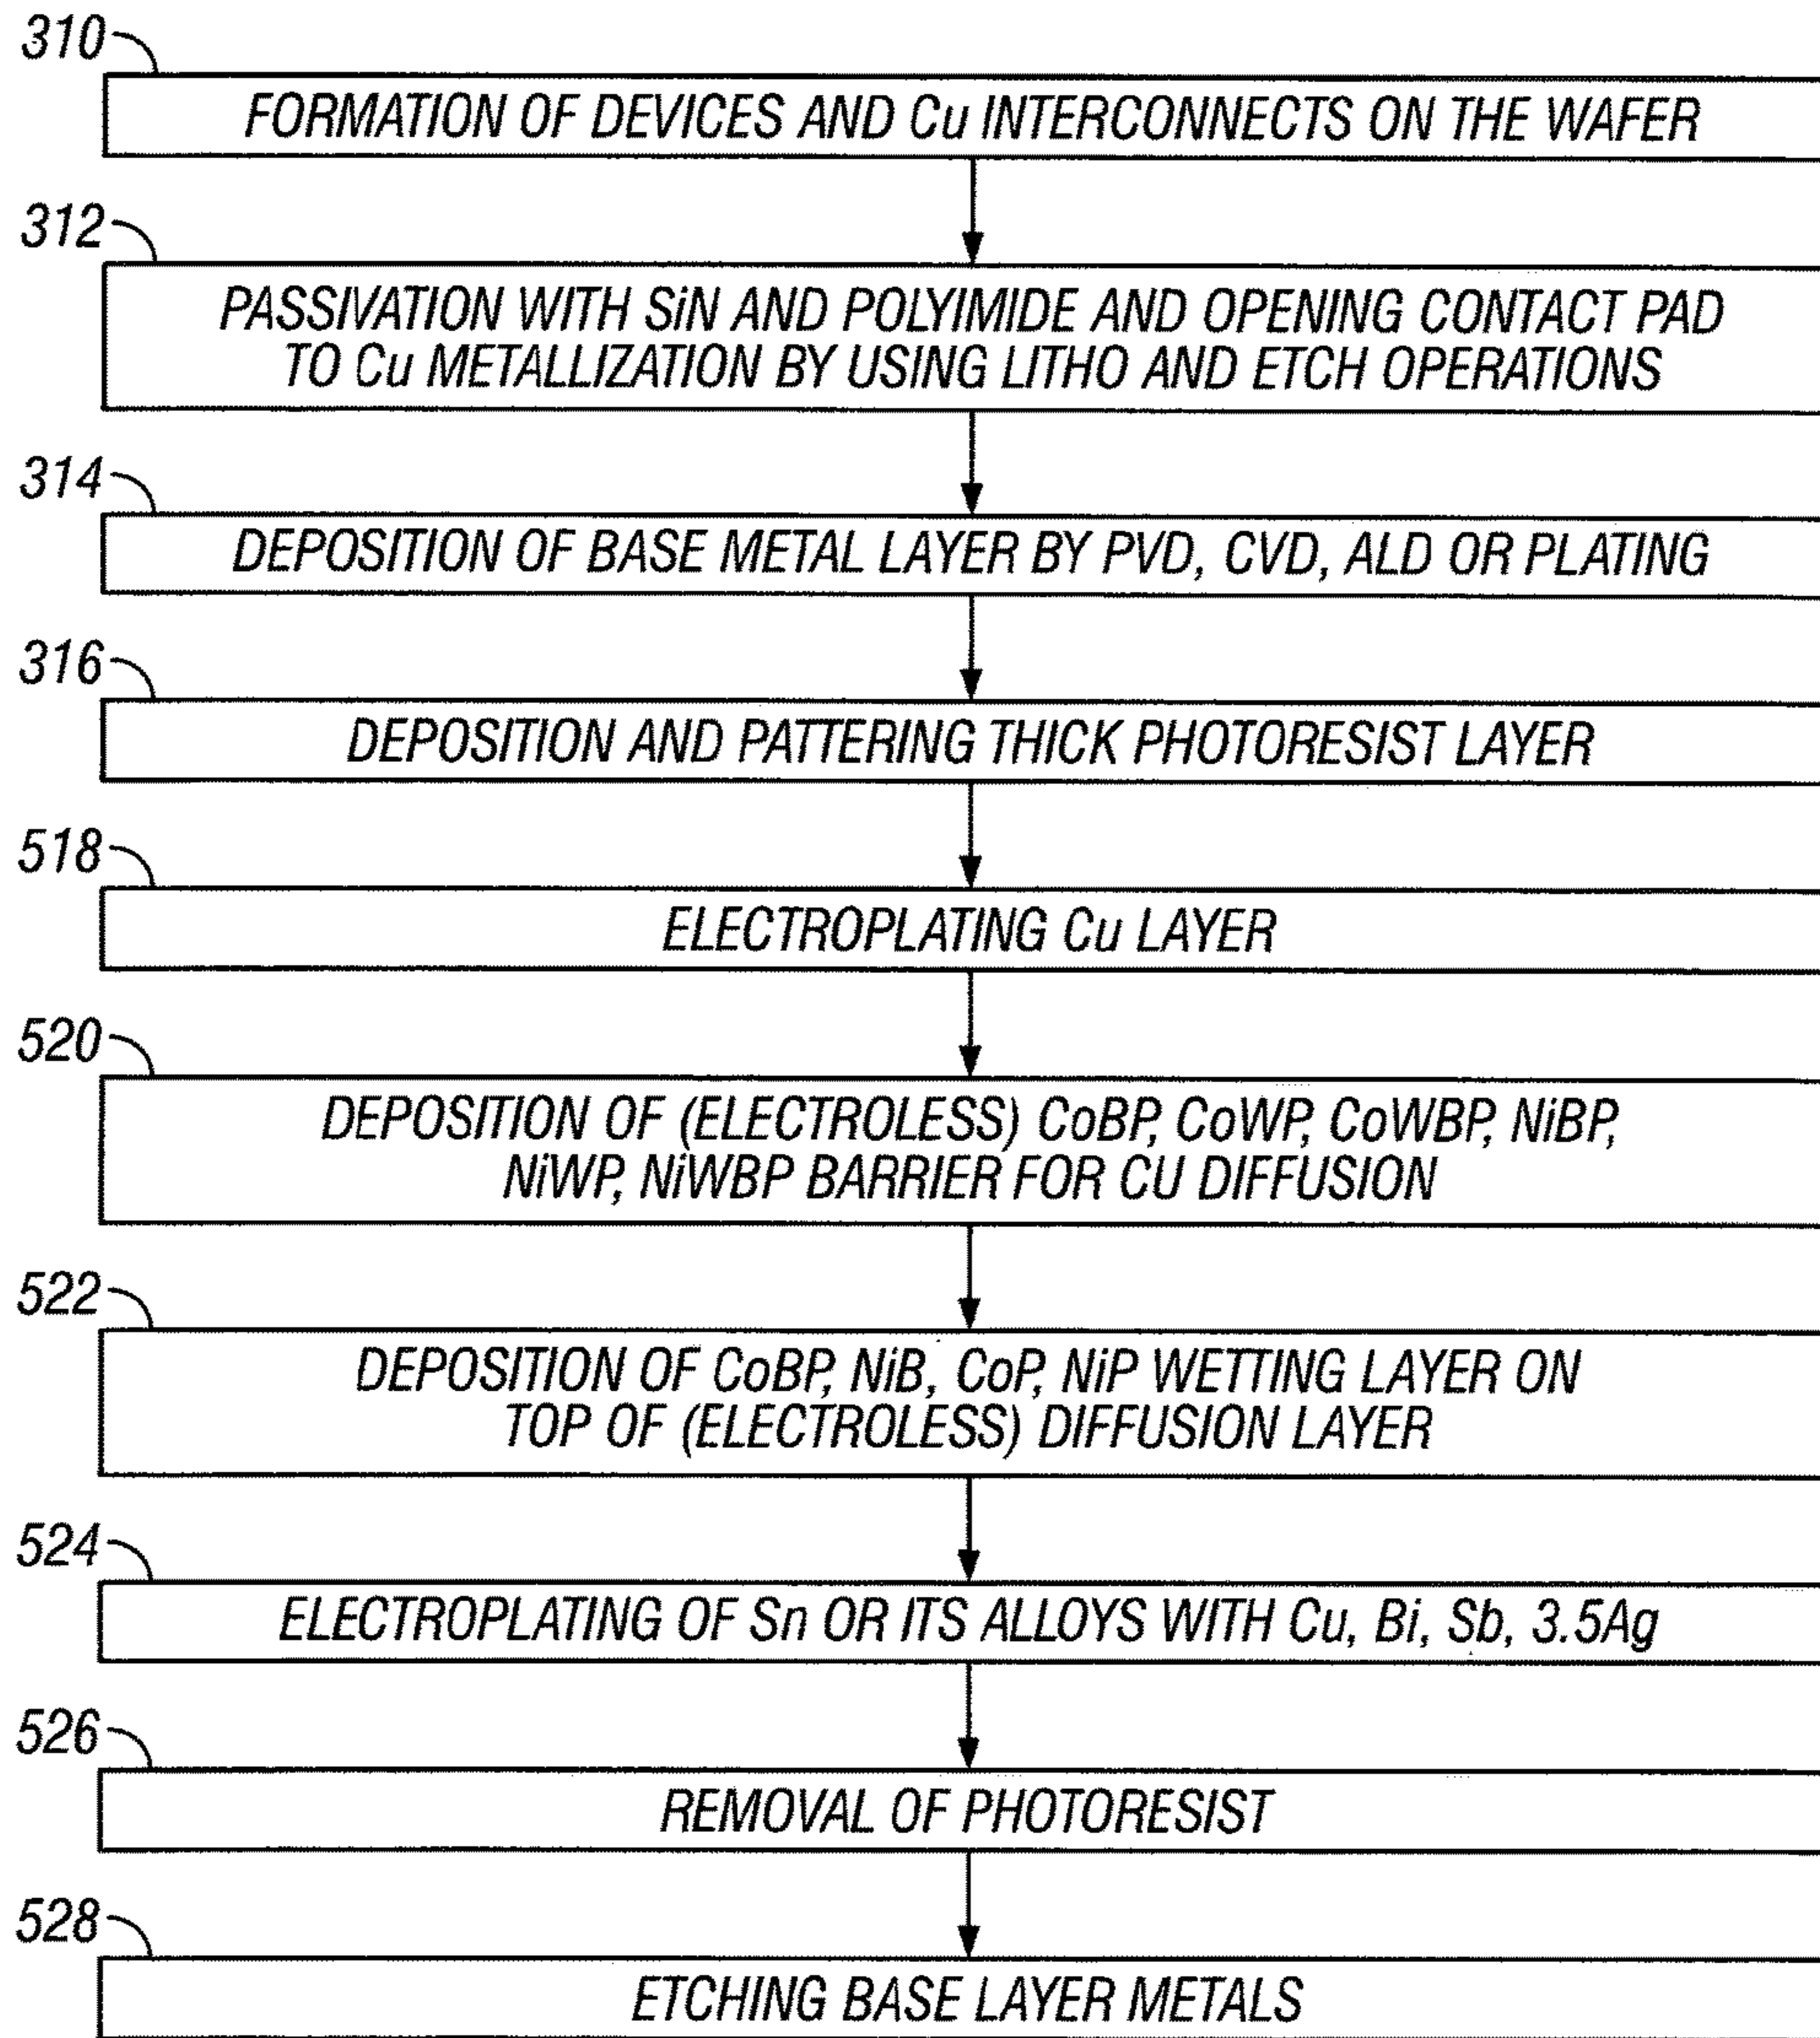 310
FORMATION OF DEVICES AND Cu INTERCONNECTS ON THE WAFER
312
PASSIVATION WITH SiN AND POLYIMIDE AND OPENING CONTACT PAD
TO Cu METALLIZATION BY USING LITHO AND ETCH OPERATIONS
314
DEPOSITION OF BASE METAL LAYER BY PVD, CVD, ALD OR PLATING
316
DEPOSITION AND PATTERING THICK PHOTORESIST LAYER
518
ELECTROPLATING Cu LAYER
520
DEPOSITION OF (ELECTROLESS) CoBP, CoWP, CoWBP, NiBP,
NiWP, NiWBP BARRIER FOR CU DIFFUSION
522
DEPOSITION OF CoBP, NiB, CoP, NiP WETTING LAYER ON
TOP OF (ELECTROLESS) DIFFUSION LAYER
524
ELECTROPLATING OF Sn OR ITS ALLOYS WITH Cu, Bi, Sb, 3.5Ag
526
REMOVAL OF PHOTORESIST
528
ETCHING BASE LAYER METALS